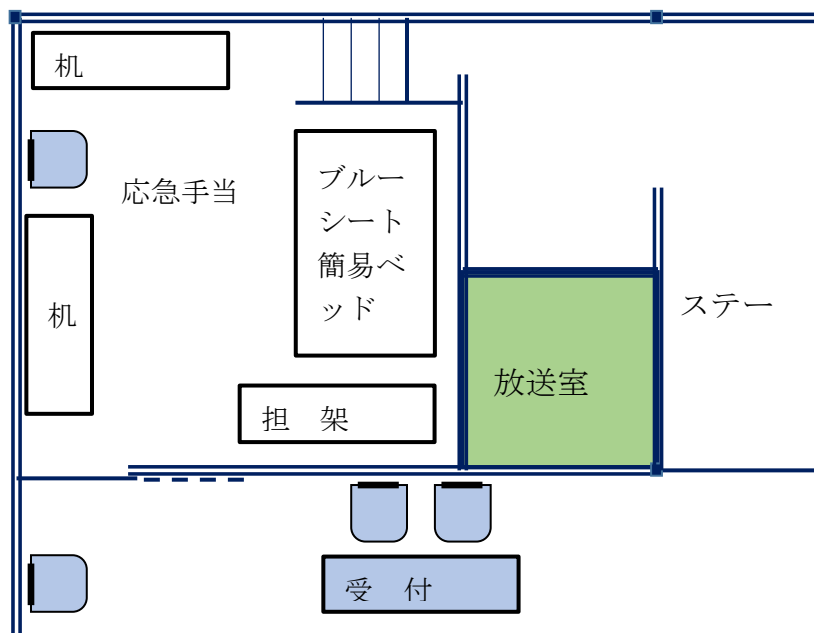 机
応急手当
ブルー
シート
簡易ベ
ッド
机
ステー
放送室
担　架
受　付